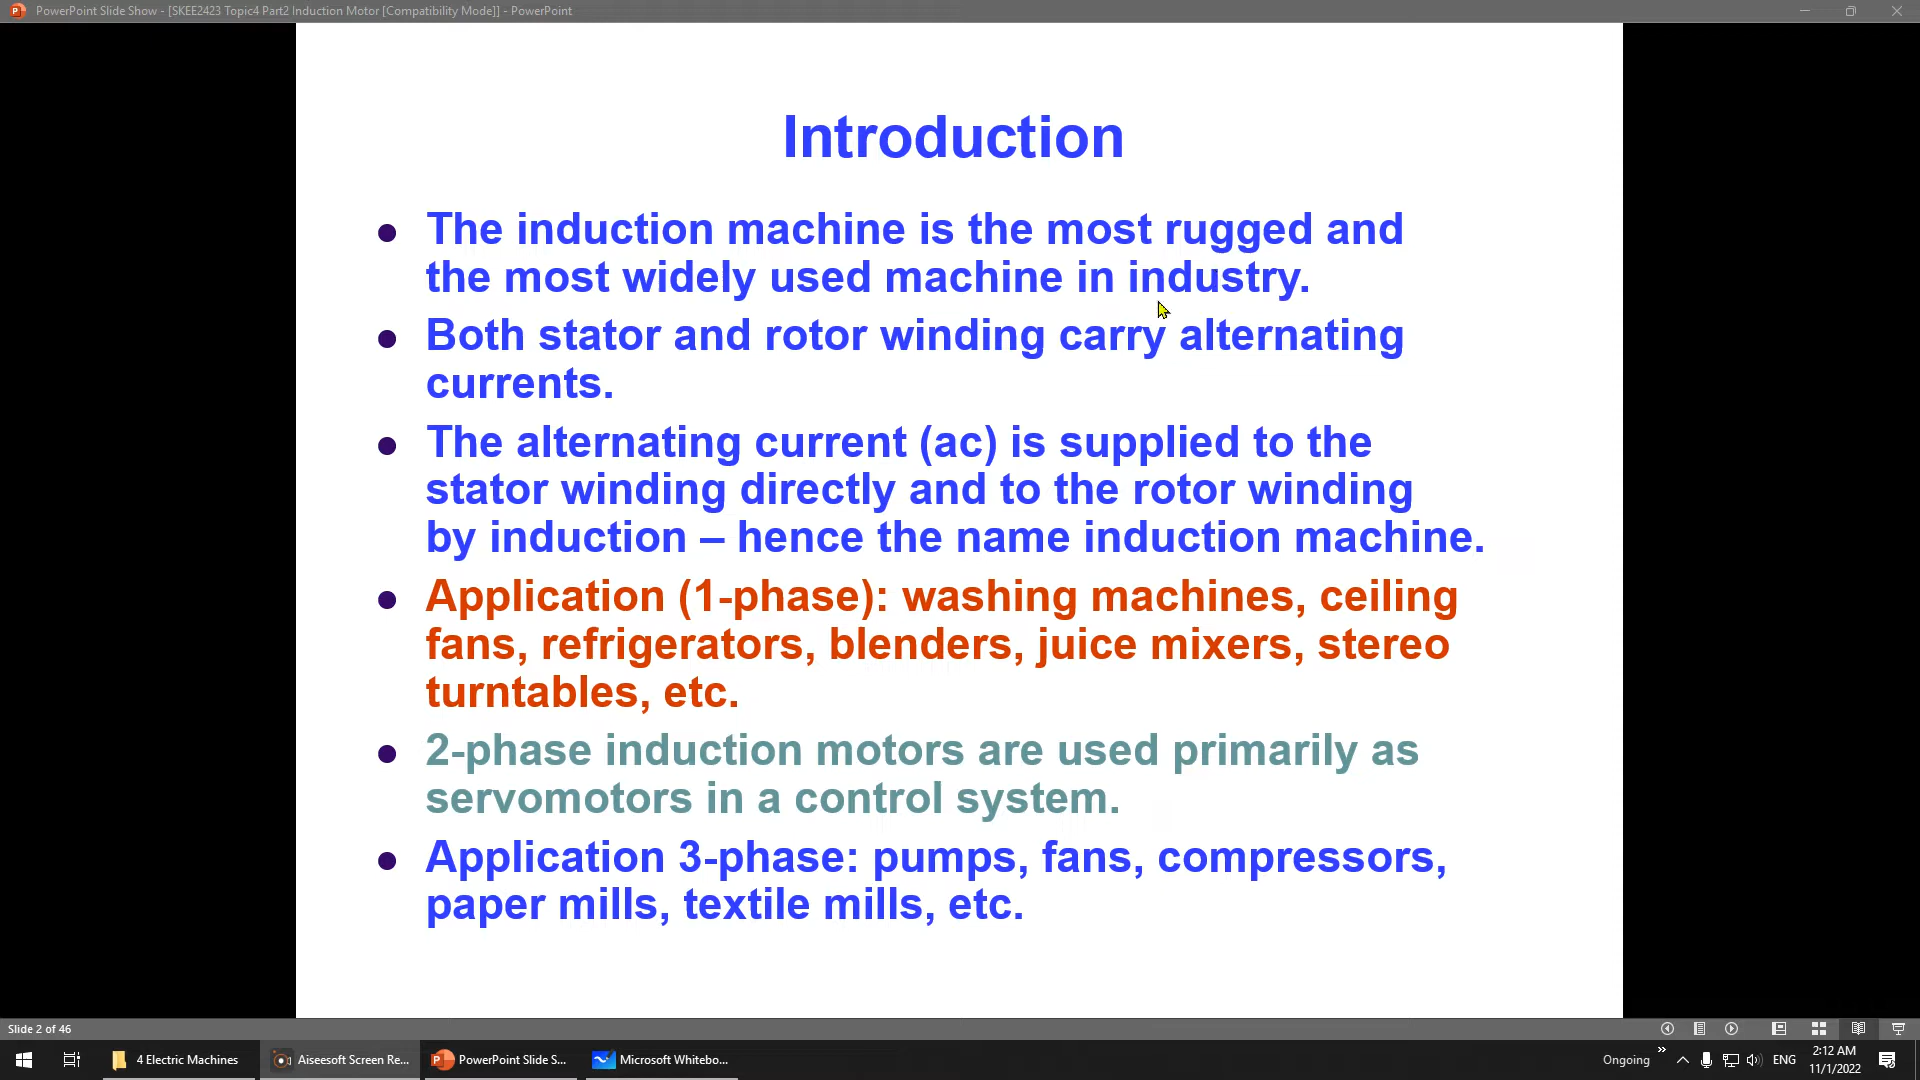 PowerPoint Slide Show - [SKEE2423 Topic4 Part2 Induction Motor [Compatibility Mode]] - PowerPoint
Introduction
● The induction machine is the most rugged and
the most widely used machine in industry.
● Both stator and rotor winding carry alternating
currents.
● The alternating current (ac) is supplied to the
stator winding directly and to the rotor winding
by induction – hence the name induction machine.
● Application (1-phase): washing machines, ceiling
fans, refrigerators, blenders, juice mixers, stereo
turntables, etc.
● 2-phase induction motors are used primarily as
servomotors in a control system.
● Application 3-phase: pumps, fans, compressors,
paper mills, textile mills, etc.
Slide 2 of 46
4 Electric Machines
Aiseesoft Screen Re...
PowerPoint Slide S...
Microsoft Whitebo...
Ongoing
ENG
2:12 AM
11/1/2022